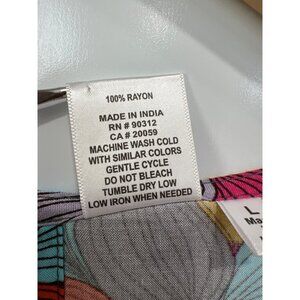 100% RAYON
MADE IN INDIA
RN # 90312
CA # 20059
MACHINE WASH COLD
WITH SIMILAR COLORS
GENTLE CYCLE
DO NOT BLEACH
TUMBLE DRY LOW
LOW IRON WHEN NEEDED
L